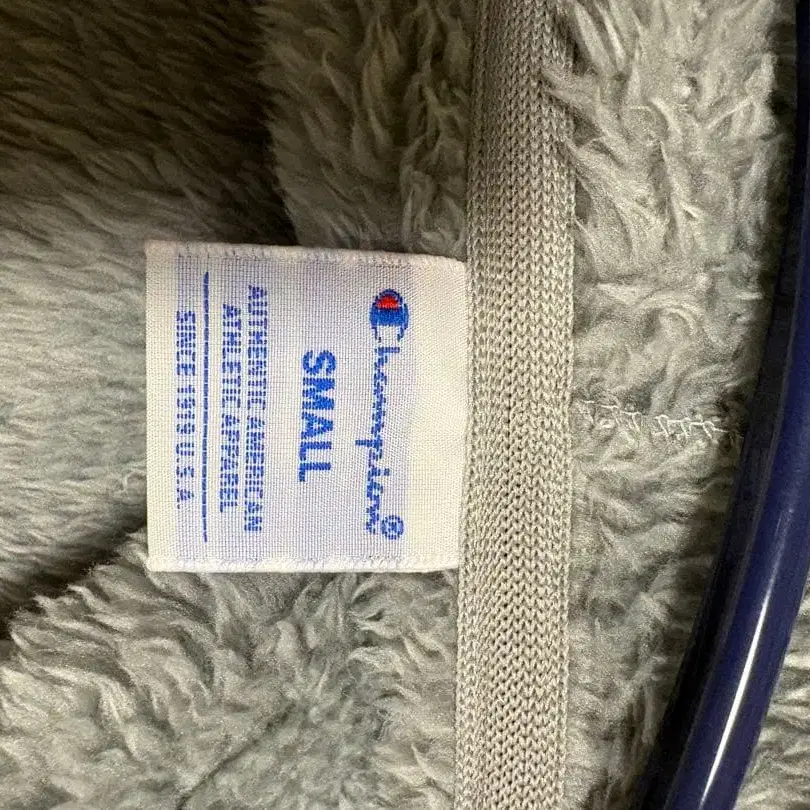 Champion®
SMALL
AUTHENTIC AMERICAN
ATHLETIC APPAREL
SINCE 1919 U.S.A.